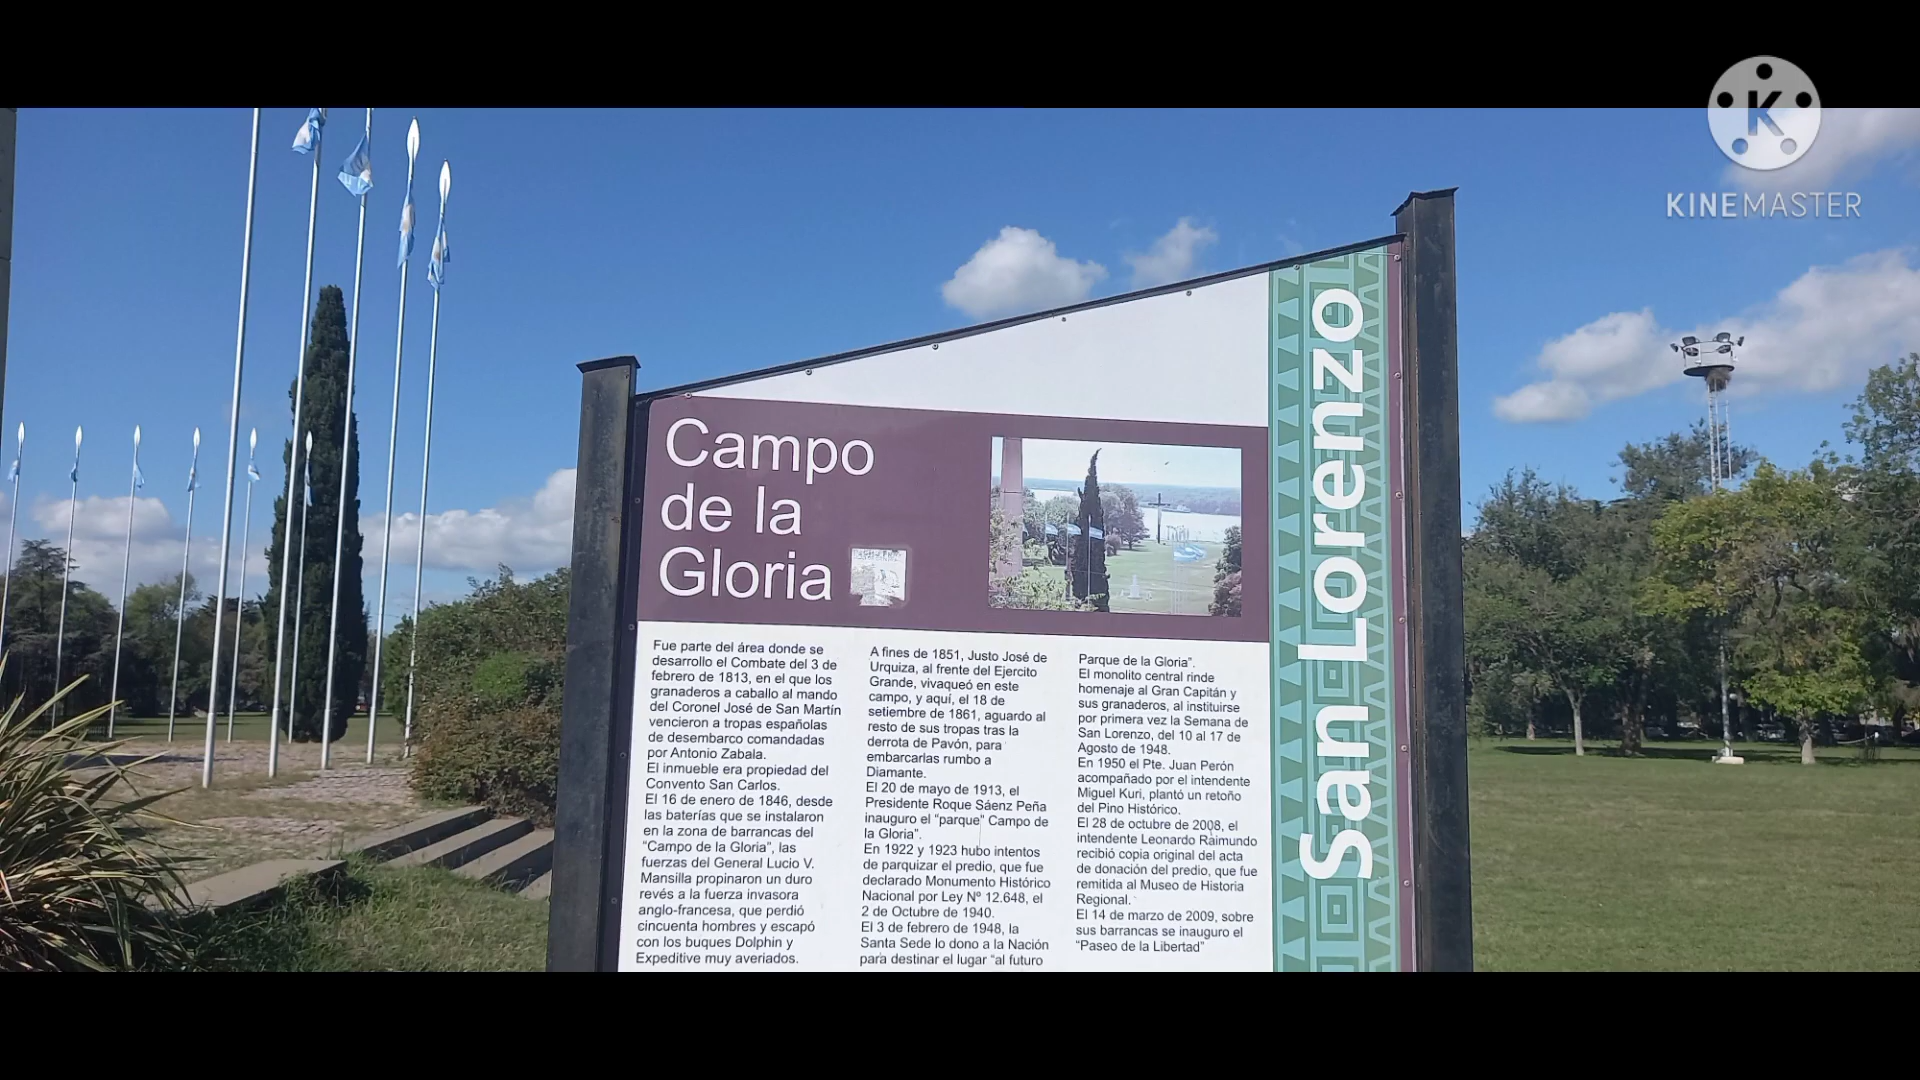 KINEMASTER
Campo
de la
Gloria
San Lorenzo
Fue parte del área donde se
desarrollo el Combate del 3 de
febrero de 1813, en el que los
granaderos a caballo al mando
del Coronel José de San Martín
vencieron a tropas españolas
de desembarco comandadas
por Antonio Zabala.
El inmueble era propiedad del
Convento San Carlos.
El 16 de enero de 1846, desde
las baterías que se instalaron
en la zona de barrancas del
"Campo de la Gloria", las
fuerzas del General Lucio V.
Mansilla propinaron un duro
revés a la fuerza invasora
anglo-francesa, que perdió
cincuenta hombres y escapó
con los buques Dolphin y
Expeditive muy averiados.
A fines de 1851, Justo José de
Urquiza, al frente del Ejercito
Grande, vivaqueó en este
campo, y aquí, el 18 de
setiembre de 1861, aguardo al
resto de sus tropas tras la
derrota de Pavón, para
embarcarlas rumbo a
Diamante.
El 20 de mayo de 1913, el
Presidente Roque Sáenz Peña
inauguro el "parque" Campo de
la Gloria".
En 1922 y 1923 hubo intentos
de parquizar el predio, que fue
declarado Monumento Histórico
Nacional por Ley Nº 12.648, el
2 de Octubre de 1940.
El 3 de febrero de 1948, la
Santa Sede lo dono a la Nación
para destinar el lugar "al futuro
Parque de la Gloria".
El monolito central rinde
homenaje al Gran Capitán y
sus granaderos, al instituirse
por primera vez la Semana de
San Lorenzo, del 10 al 17 de
Agosto de 1948.
En 1950 el Pte. Juan Perón
acompañado por el intendente
Miguel Kuri, plantó un retoño
del Pino Histórico.
El 28 de octubre de 2008, el
intendente Leonardo Raimundo
recibió copia original del acta
de donación del predio, que fue
remitida al Museo de Historia
Regional.
El 14 de marzo de 2009, sobre
sus barrancas se inauguro el
"Paseo de la Libertad"